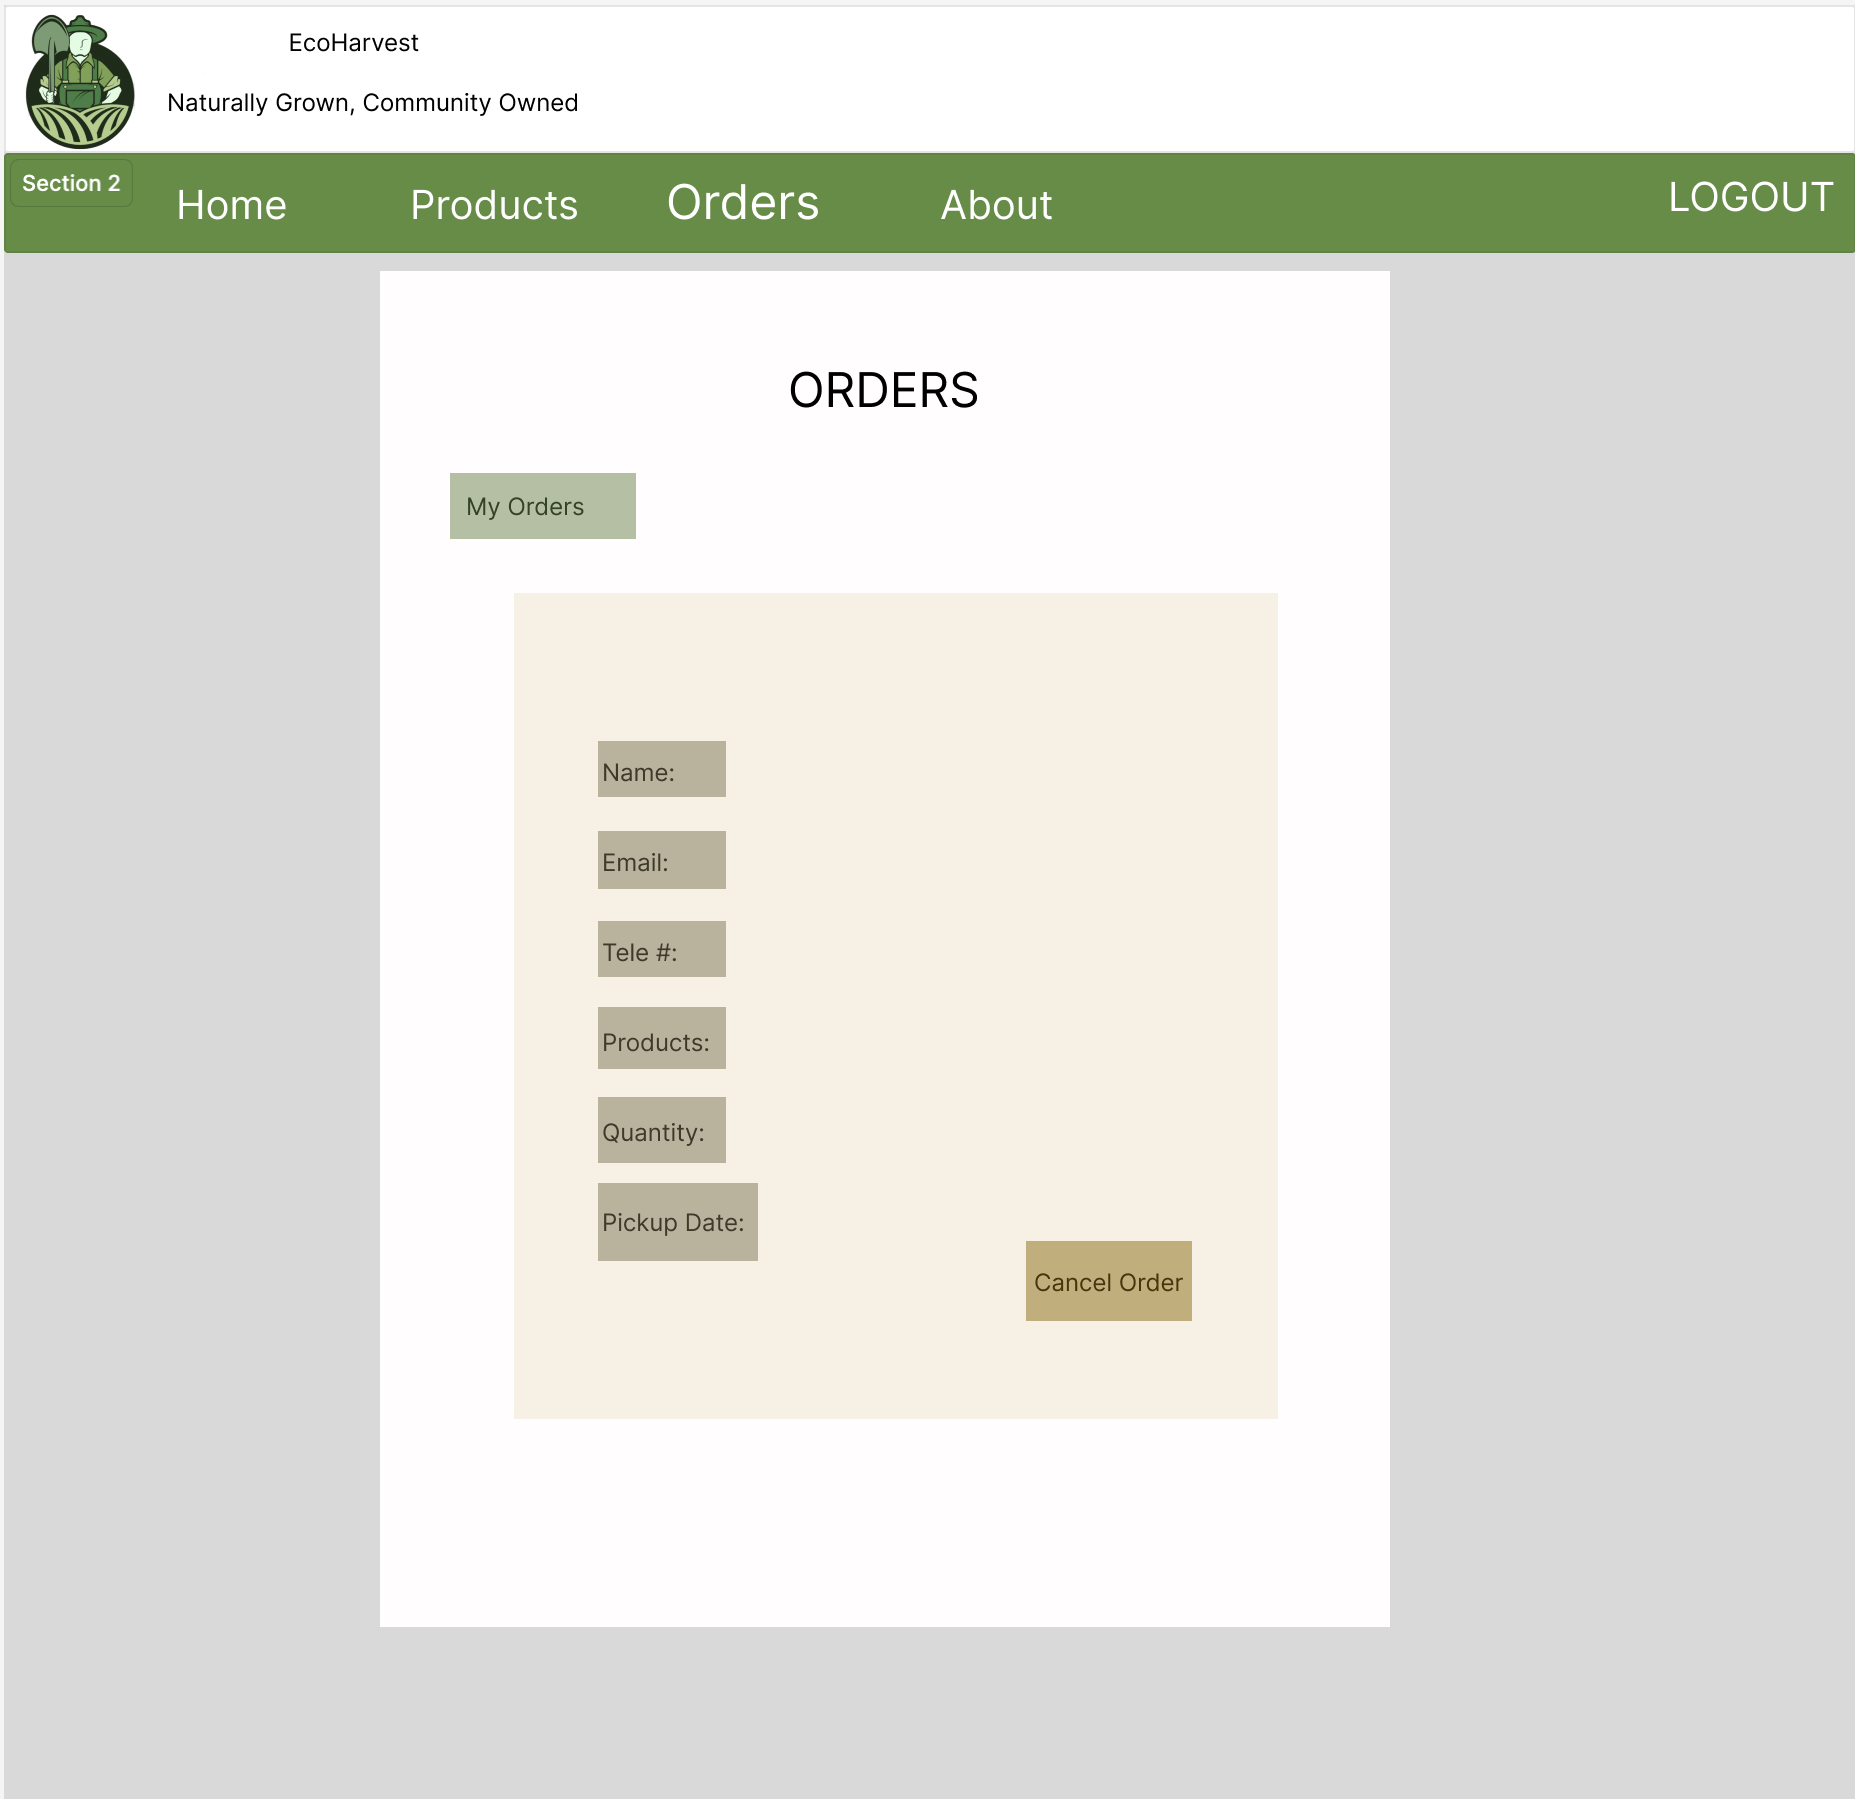 EcoHarvest
Naturally Grown, Community Owned
Section 2
Home Products Orders About LOGOUT
ORDERS
My Orders
Name:
Email:
Tele #:
Products:
Quantity:
Pickup Date:
Cancel Order